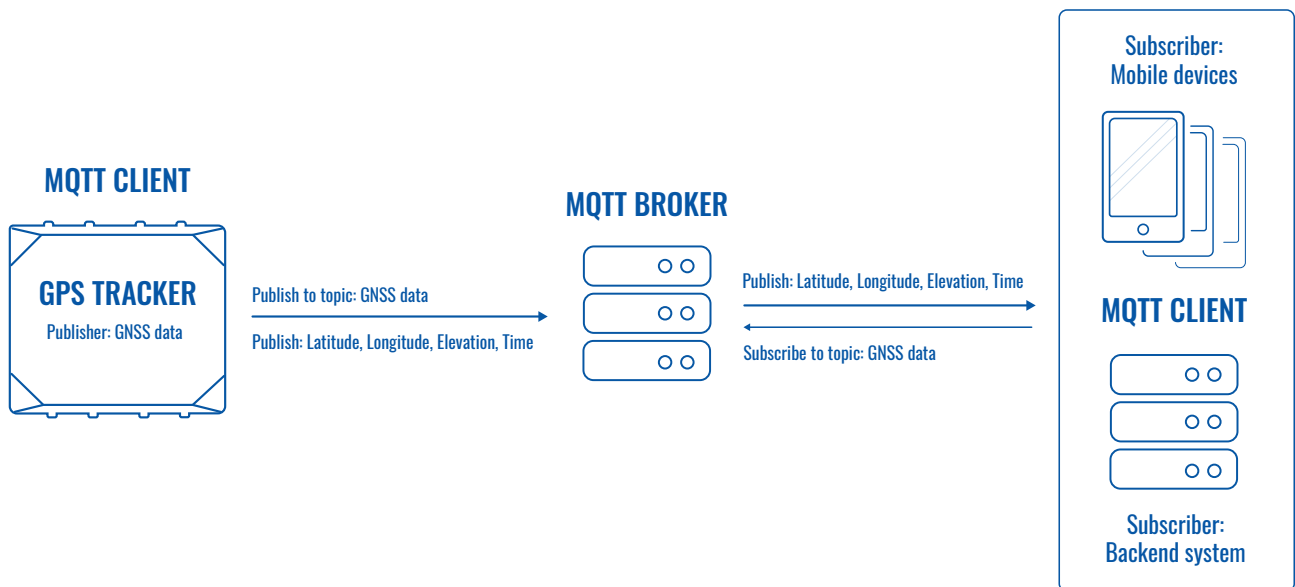 MQTT CLIENT
GPS TRACKER
Publisher: GNSS data
Publish to topic: GNSS data
Publish: Latitude, Longitude, Elevation, Time
MQTT BROKER
Publish: Latitude, Longitude, Elevation, Time
Subscribe to topic: GNSS data
Subscriber:
Mobile devices
MQTT CLIENT
Subscriber:
Backend system